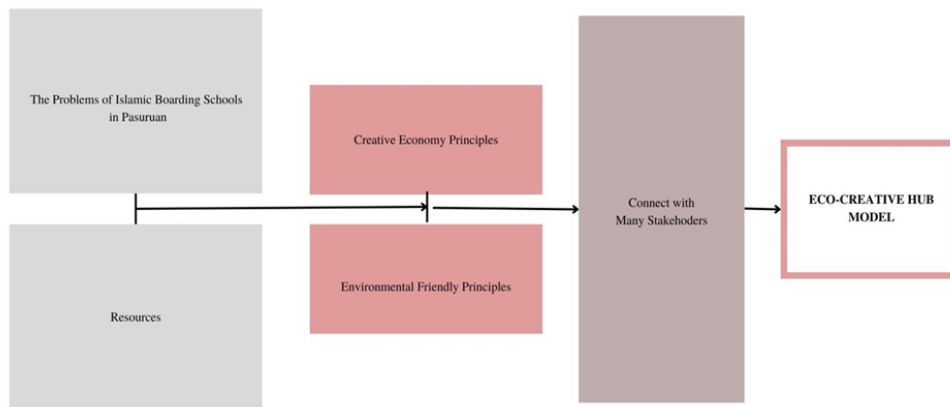 The Problems of Islamic Boarding Schools
in Pasuruan
Creative Economy Principles
Connect with
Many Stakehoders
ECO-CREATIVE HUB
MODEL
Environmental Friendly Principles
Resources